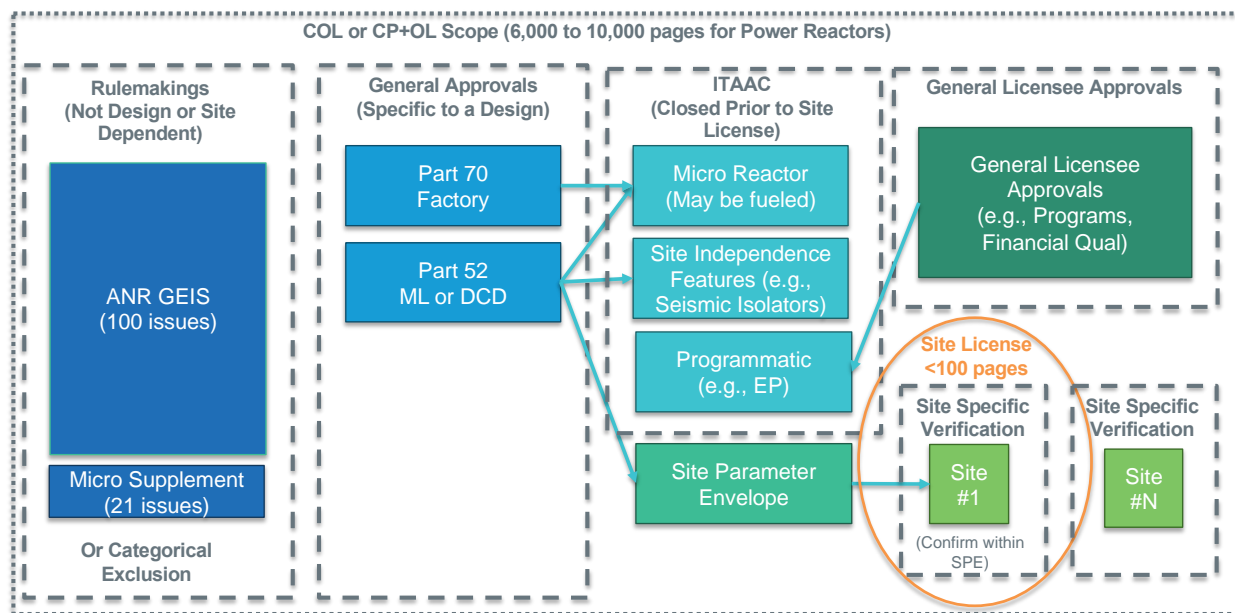 COL or CP+OL Scope (6,000 to 10,000 pages for Power Reactors)
Rulemakings
(Not Design or Site
Dependent)
ANR GEIS
(100 issues)
Micro Supplement
(21 issues)
Or Categorical
Exclusion
General Approvals
(Specific to a Design)
Part 70
Factory
Part 52
ML or DCD
ITAAC
(Closed Prior to Site
License)
Micro Reactor
(May be fueled)
Site Independence
Features (e.g.,
Seismic Isolators)
Programmatic
(e.g., EP)
Site Parameter
Envelope
General Licensee Approvals
General Licensee
Approvals
(e.g., Programs,
Financial Qual)
Site License
<100 pages
Site Specific
Verification
Site
#1
(Confirm within
SPE)
Site Specific
Verification
Site
#N